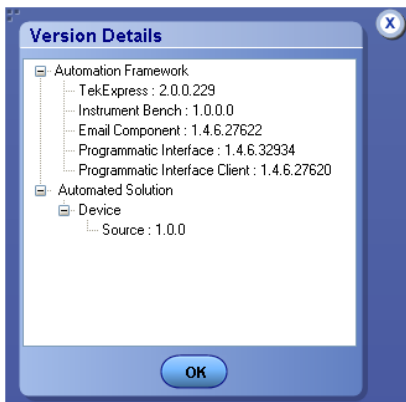 Version Details
X
Automation Framework
TekExpress : 2.0.0.229
Instrument Bench : 1.0.0.0
Email Component : 1.4.6.27622
Programmatic Interface : 1.4.6.32934
Programmatic Interface Client : 1.4.6.27620
Automated Solution
Device
Source : 1.0.0
OK